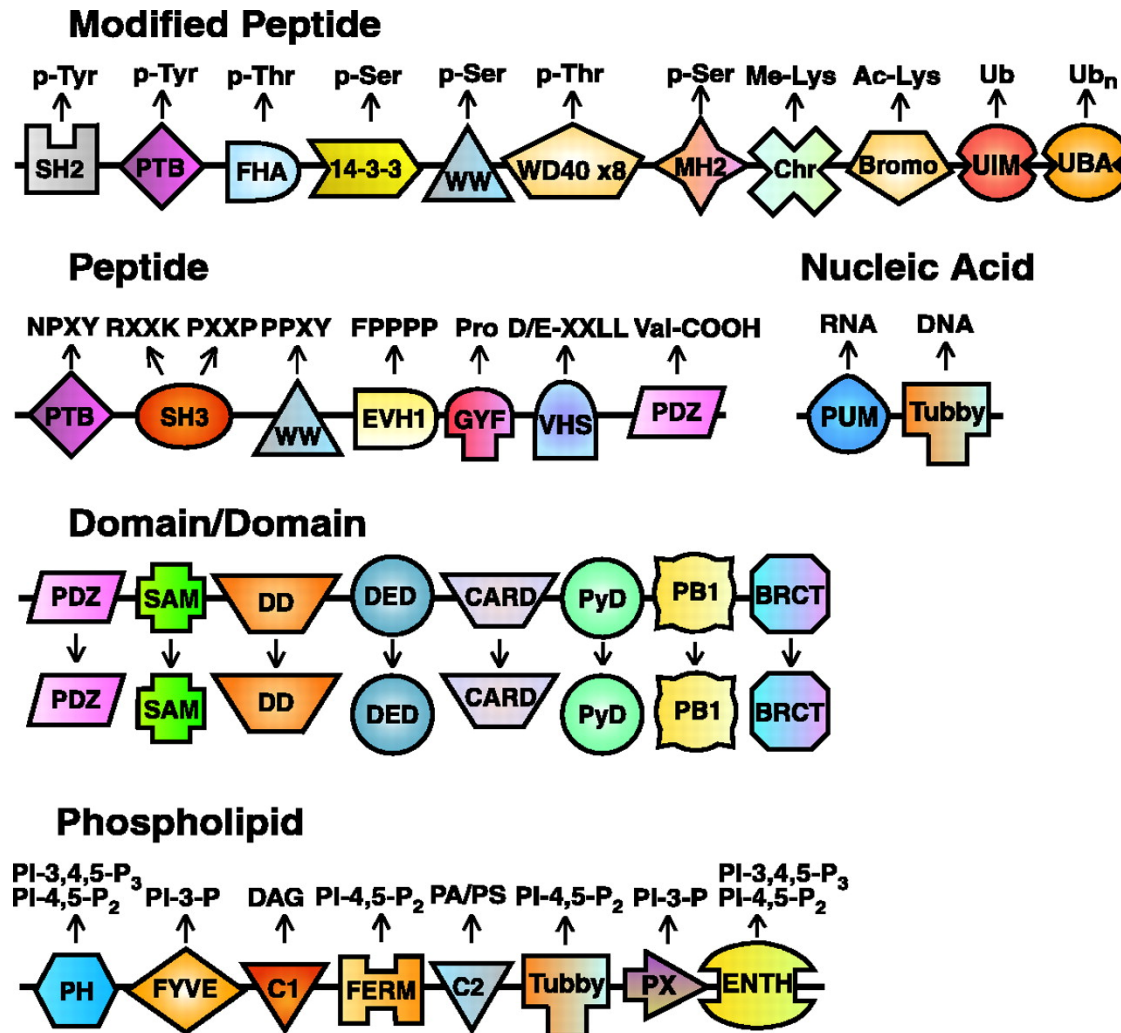 Modified Peptide
p-Tyr p-Tyr p-Thr p-Ser p-Ser p-Thr p-Ser Me-Lys Ac-Lys Ub Ubn
SH2 PTB FHA 14-3-3 WW WD40 x8 MH2 Chr Bromo UIM UBA
Peptide Nucleic Acid
NPXY RXXK PXXP PPXY FPPPP Pro D/E-XXLL Val-COOH RNA DNA
PTB SH3 WW EVH1 GYF VHS PDZ PUM Tubby
Domain/Domain
PDZ SAM DD DED CARD PyD PB1 BRCT
PDZ SAM DD DED CARD PyD PB1 BRCT
Phospholipid
PI-3,4,5-P3 PI-3,4,5-P3
PI-4,5-P2 PI-3-P DAG PI-4,5-P2 PA/PS PI-4,5-P2 PI-3-P PI-4,5-P2
PH FYVE C1 FERM C2 Tubby PX ENTH